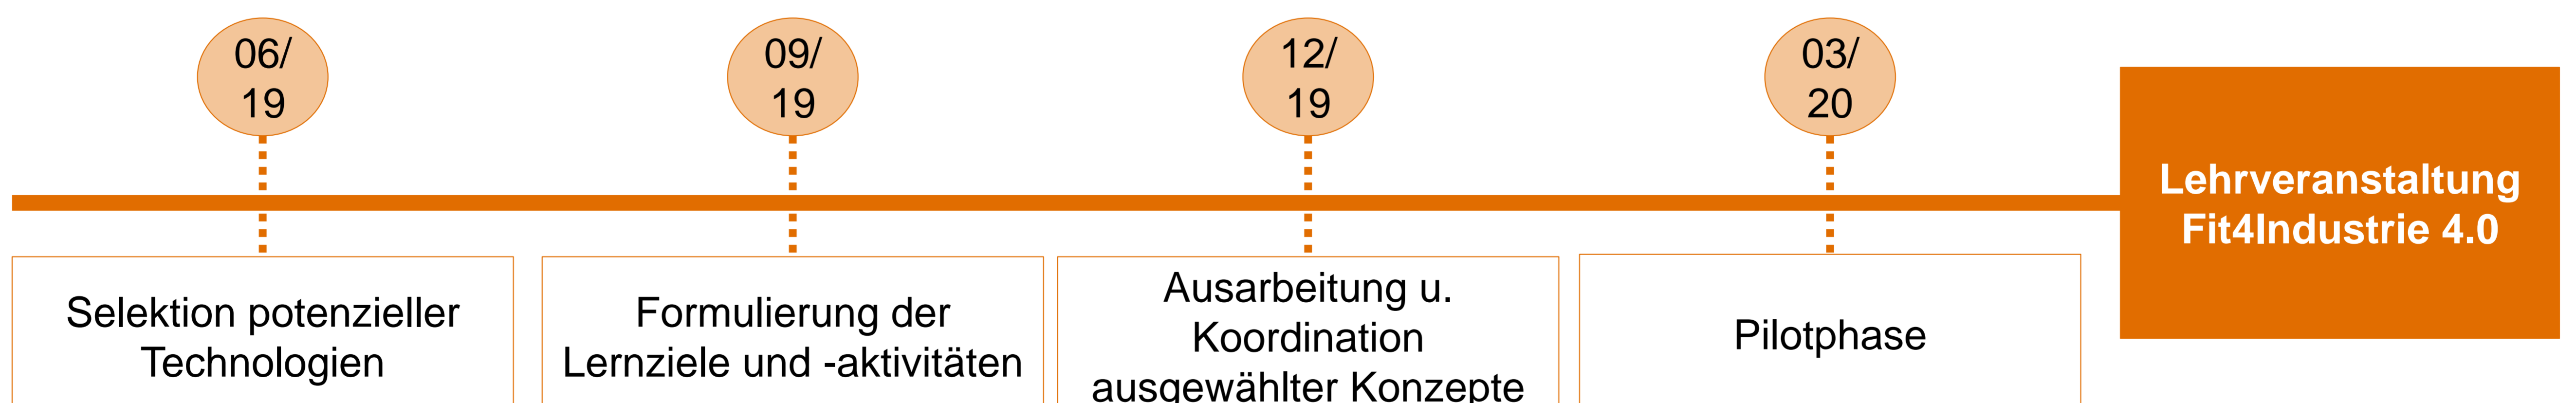 06/
19
09/
19
12/
19
03/
20
Lehrveranstaltung
Fit4Industrie 4.0
Selektion potenzieller
Technologien
Formulierung der
Lernziele und -aktivitäten
Ausarbeitung u.
Koordination
ausgewählter Konzepte
Pilotphase